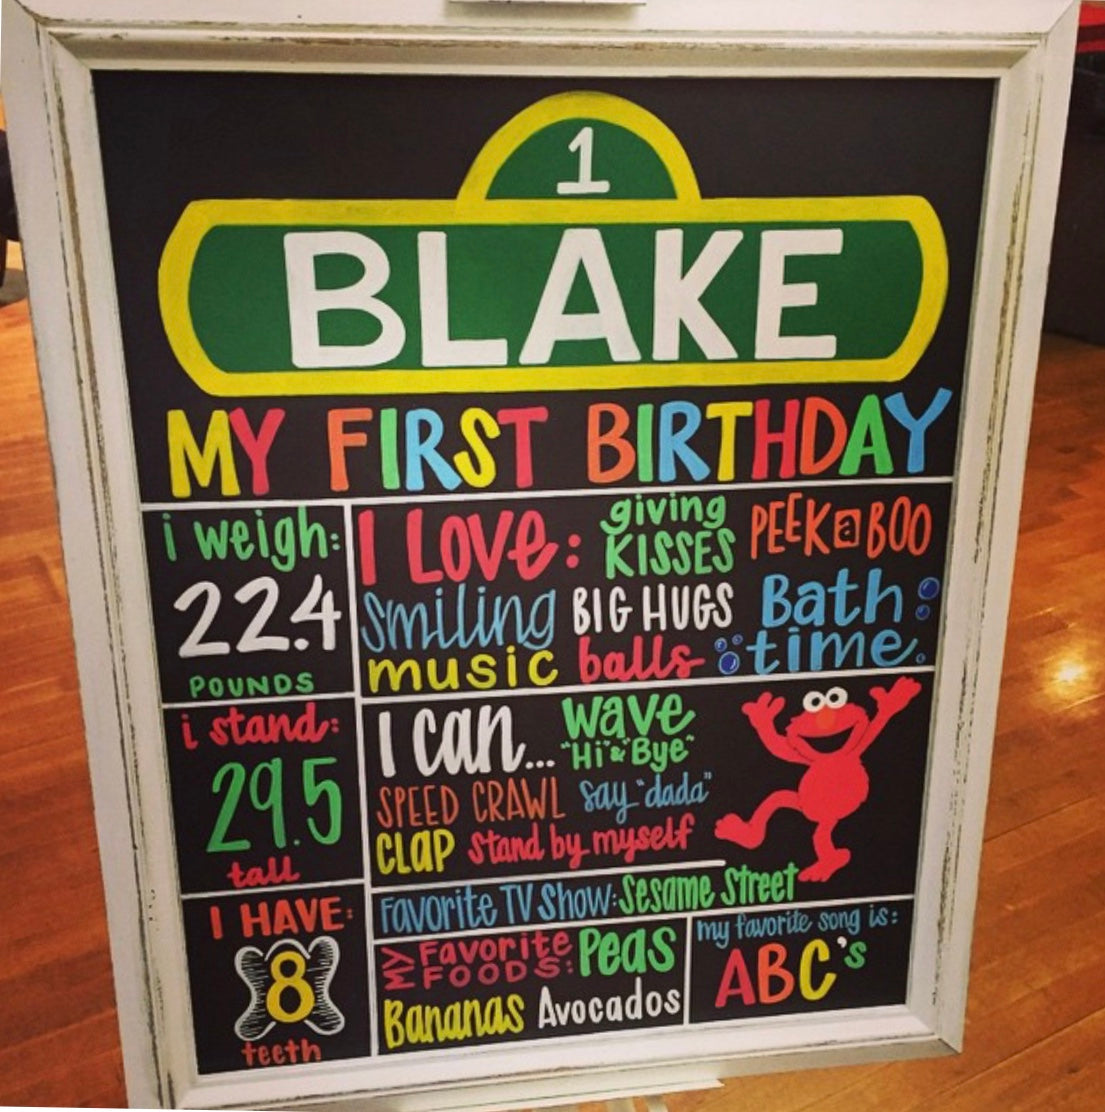 1
BLAKE
MY FIRST BIRTHDAY
i weigh:
22.4
POUNDS
i stand:
29.5
tall
I HAVE:
8
teeth
I LOVE: giving KISSES PEEK a BOO
smiling BIG HUGS Bath time
music balls
I can... wave "Hi" & "Bye"
SPEED CRAWL say "dada"
CLAP stand by myself
FAVORITE TV SHOW: Sesame Street
MY FAVORITE FOODS: Peas
Bananas Avocados
my favorite song is:
ABC's